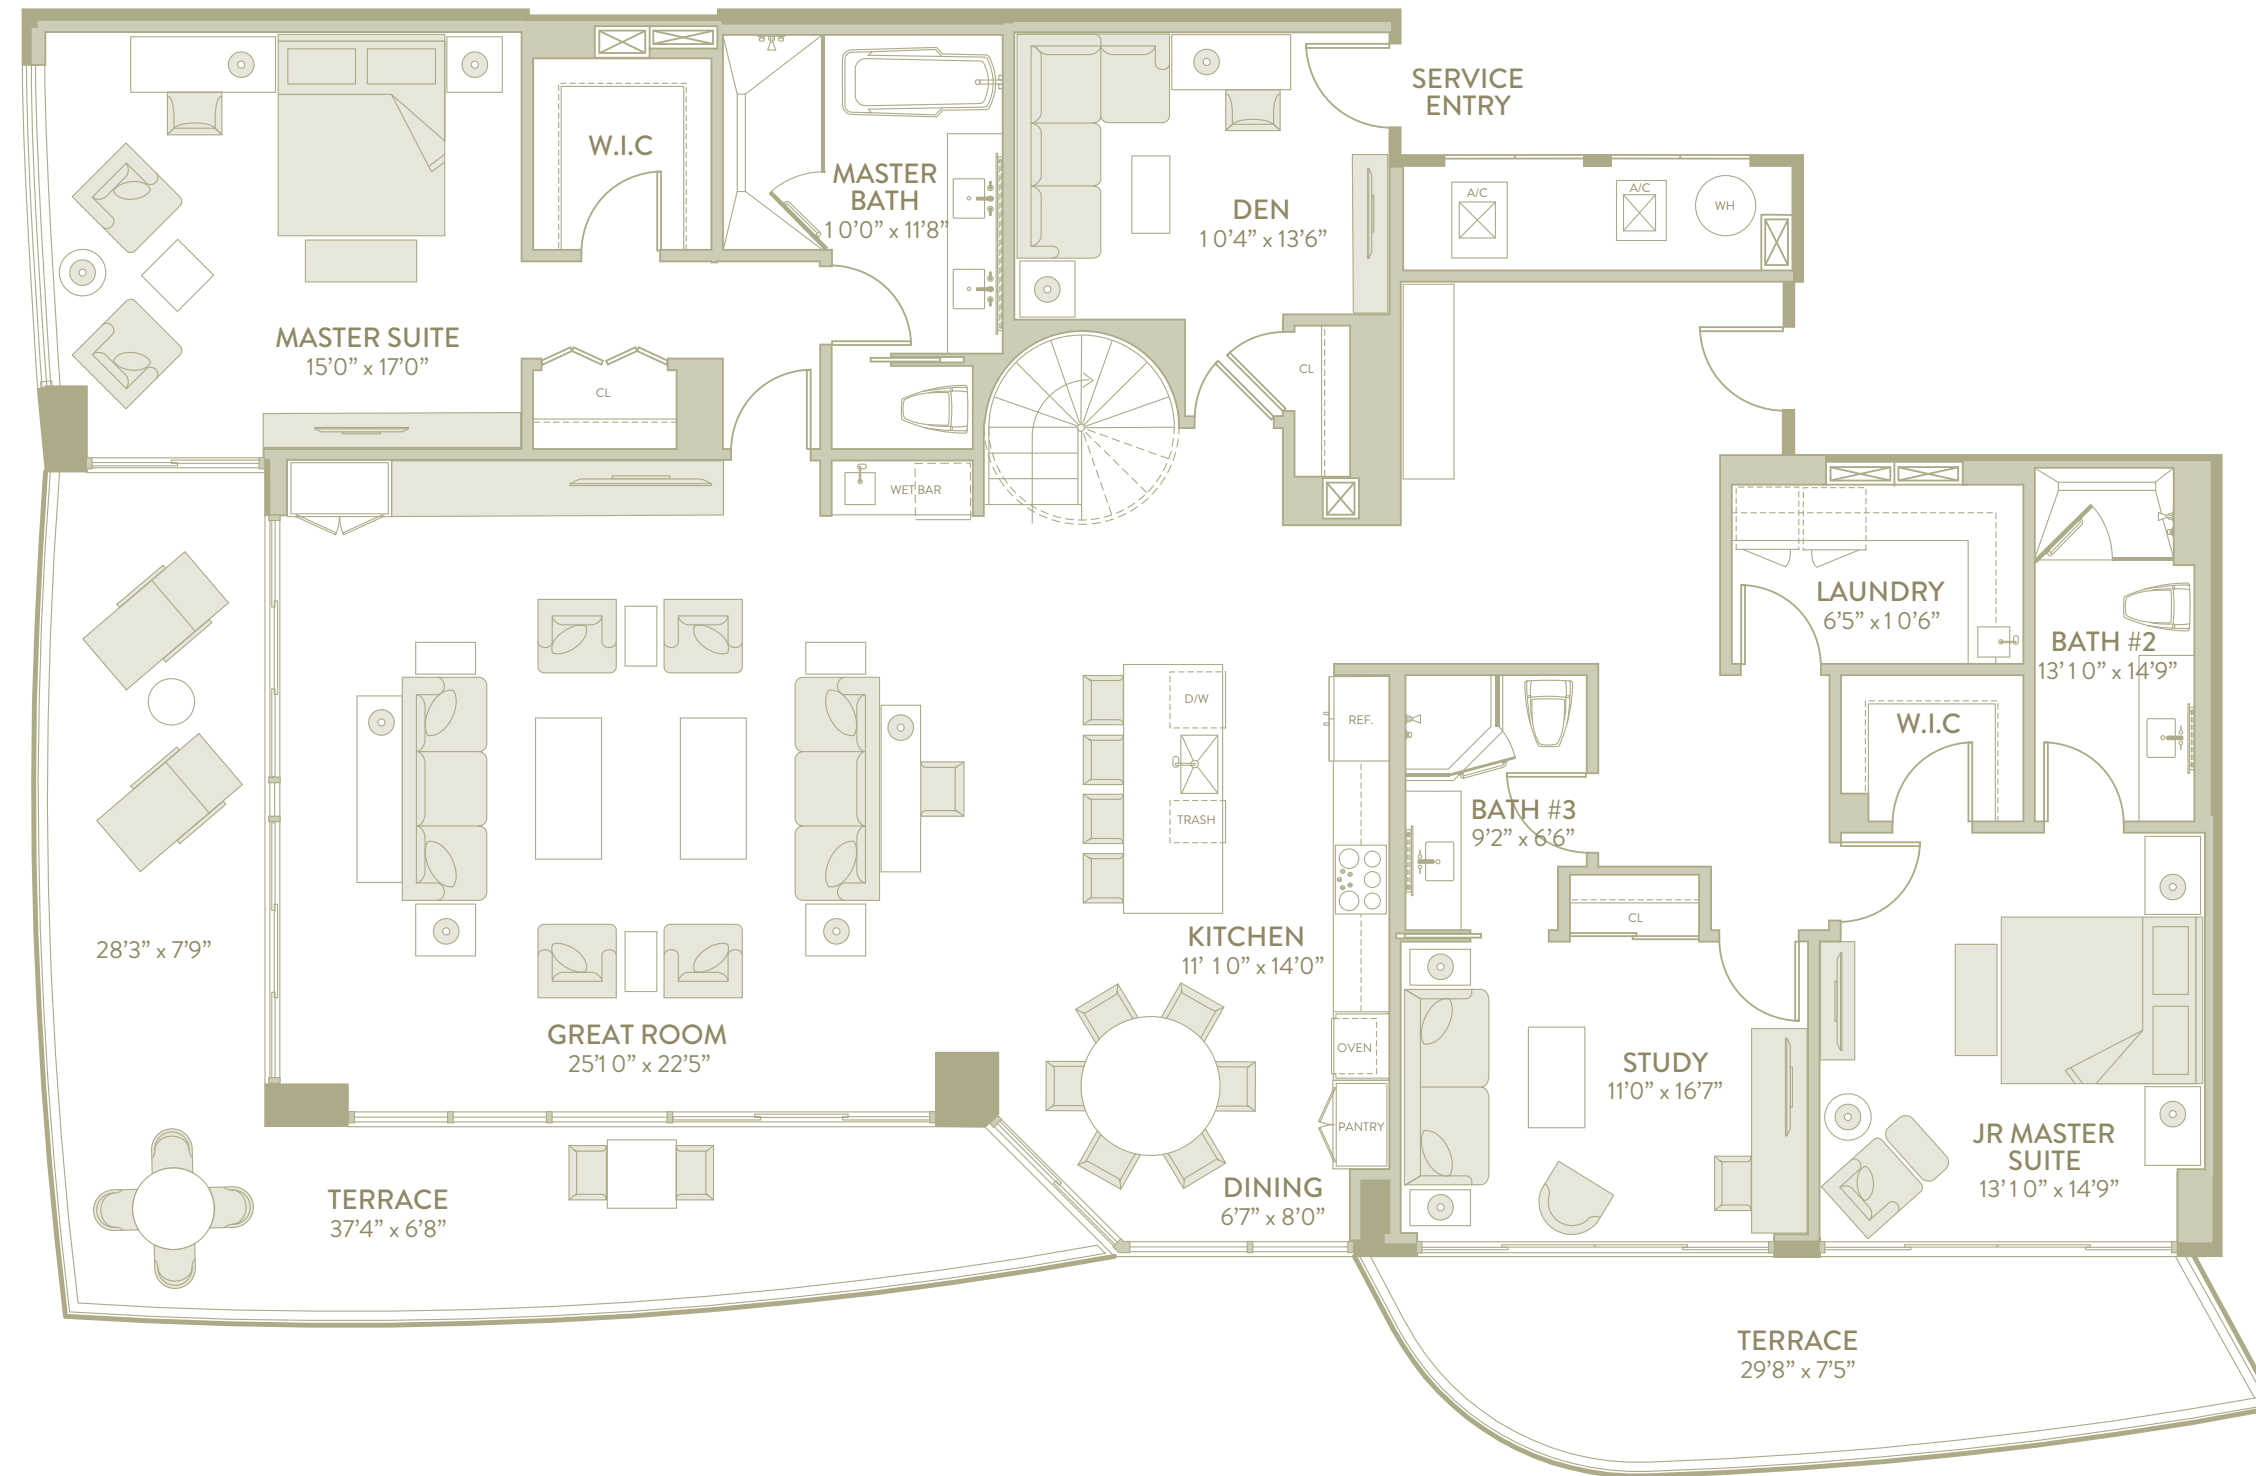 SERVICE
ENTRY
W.I.C
MASTER
BATH
10'0” x 11'8”
DEN
10'4” x 13'6”
A/C
A/C
WH
MASTER SUITE
15'0” x 17'0”
CL
CL
WET BAR
LAUNDRY
6'5” x 10'6”
BATH #2
13'10” x 14'9”
W.I.C
D/W
REF.
TRASH
BATH #3
9'2” x 6'6”
CL
28'3” x 7'9”
KITCHEN
11' 10” x 14'0”
GREAT ROOM
25'10” x 22'5”
OVEN
STUDY
11'0” x 16'7”
PANTRY
JR MASTER
SUITE
13'10” x 14'9”
DINING
6'7” x 8'0”
TERRACE
37'4” x 6'8”
TERRACE
29'8” x 7'5”